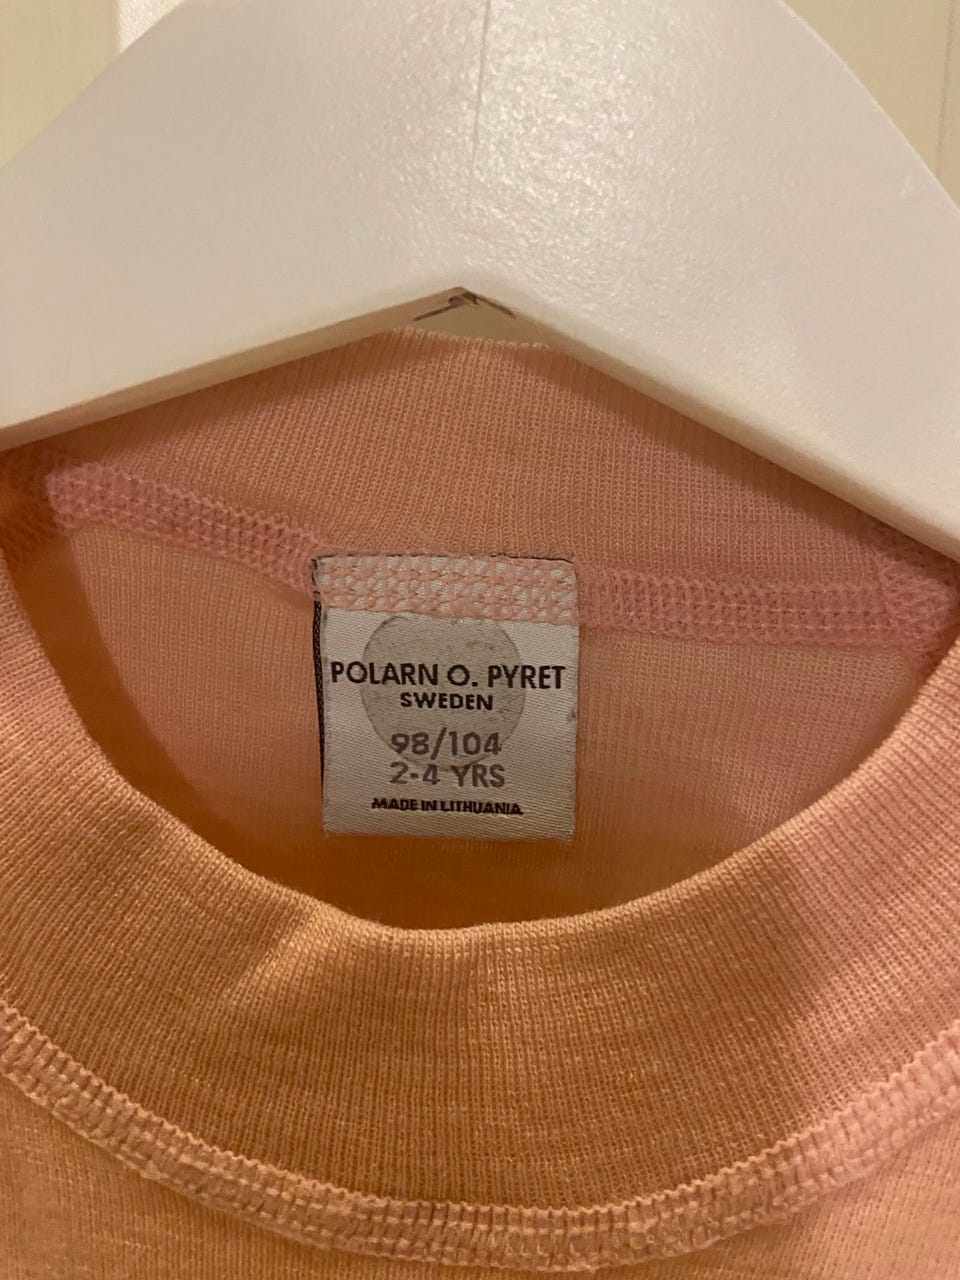 POLARN O. PYRET
SWEDEN
98/104
2-4 YRS
MADE IN LITHUANIA